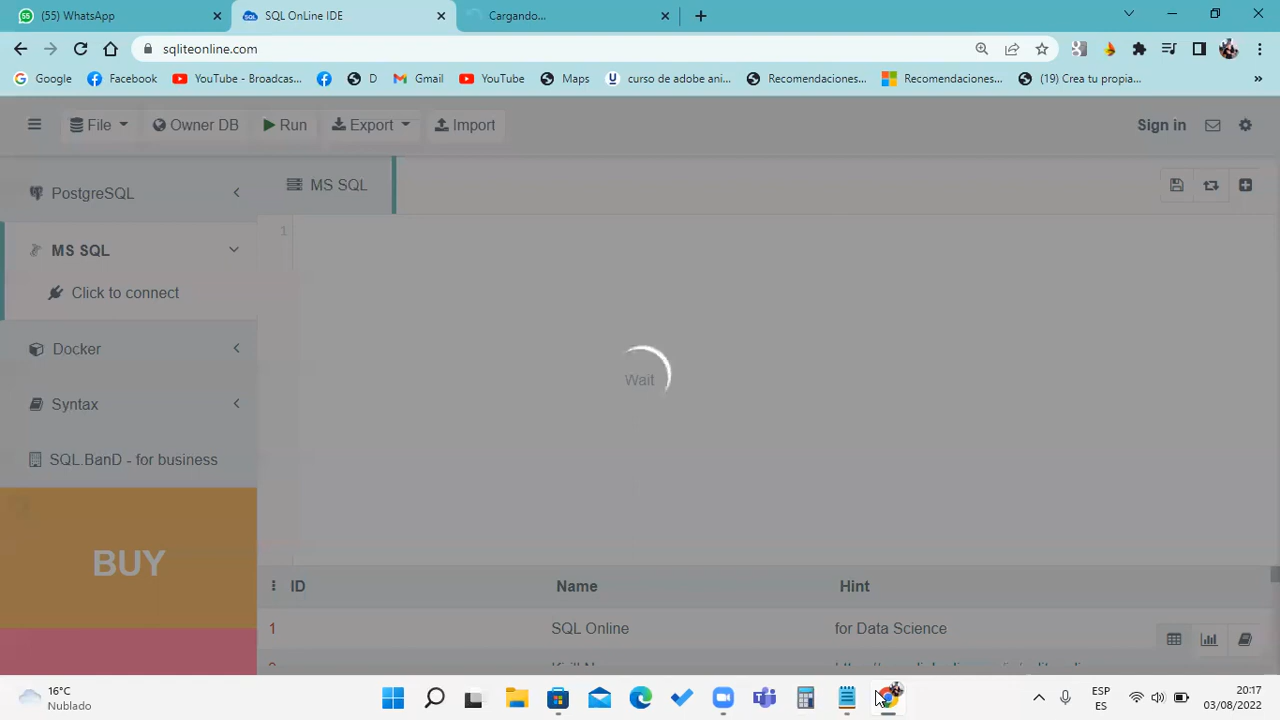 (55) WhatsApp
SQL OnLine IDE
Cargando...
sqliteonline.com
Google
Facebook
YouTube - Broadcas...
D
Gmail
YouTube
Maps
curso de adobe ani...
Recomendaciones...
Recomendaciones...
(19) Crea tu propia...
»
File
Owner DB
Run
Export
Import
Sign in
PostgreSQL
MS SQL
MS SQL
1
Click to connect
Docker
Wait
Syntax
SQL.BanD - for business
BUY
ID Name Hint
1 SQL Online for Data Science
16°C
Nublado
ESP
ES
20:17
03/08/2022